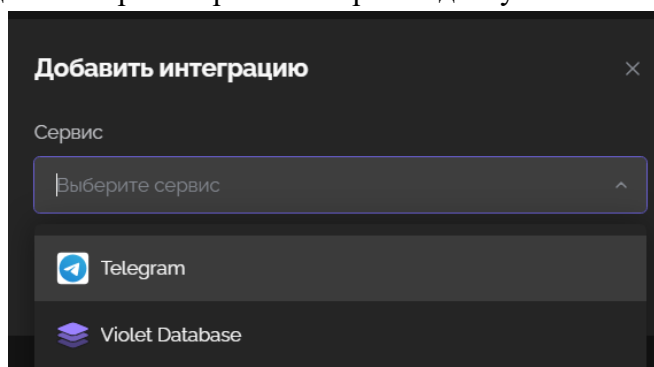 Добавить интеграцию
Сервис
Выберите сервис
Telegram
Violet Database